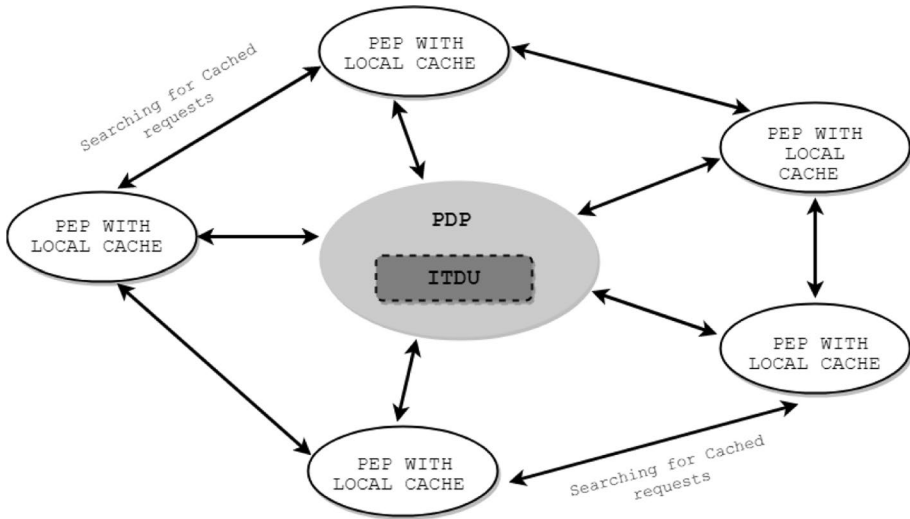 PEP WITH
LOCAL CACHE
Searching for Cached
requests
PEP WITH
LOCAL
CACHE
PEP WITH
LOCAL CACHE
PDP
ITDU
PEP WITH
LOCAL CACHE
PEP WITH
LOCAL CACHE
Searching for Cached
requests